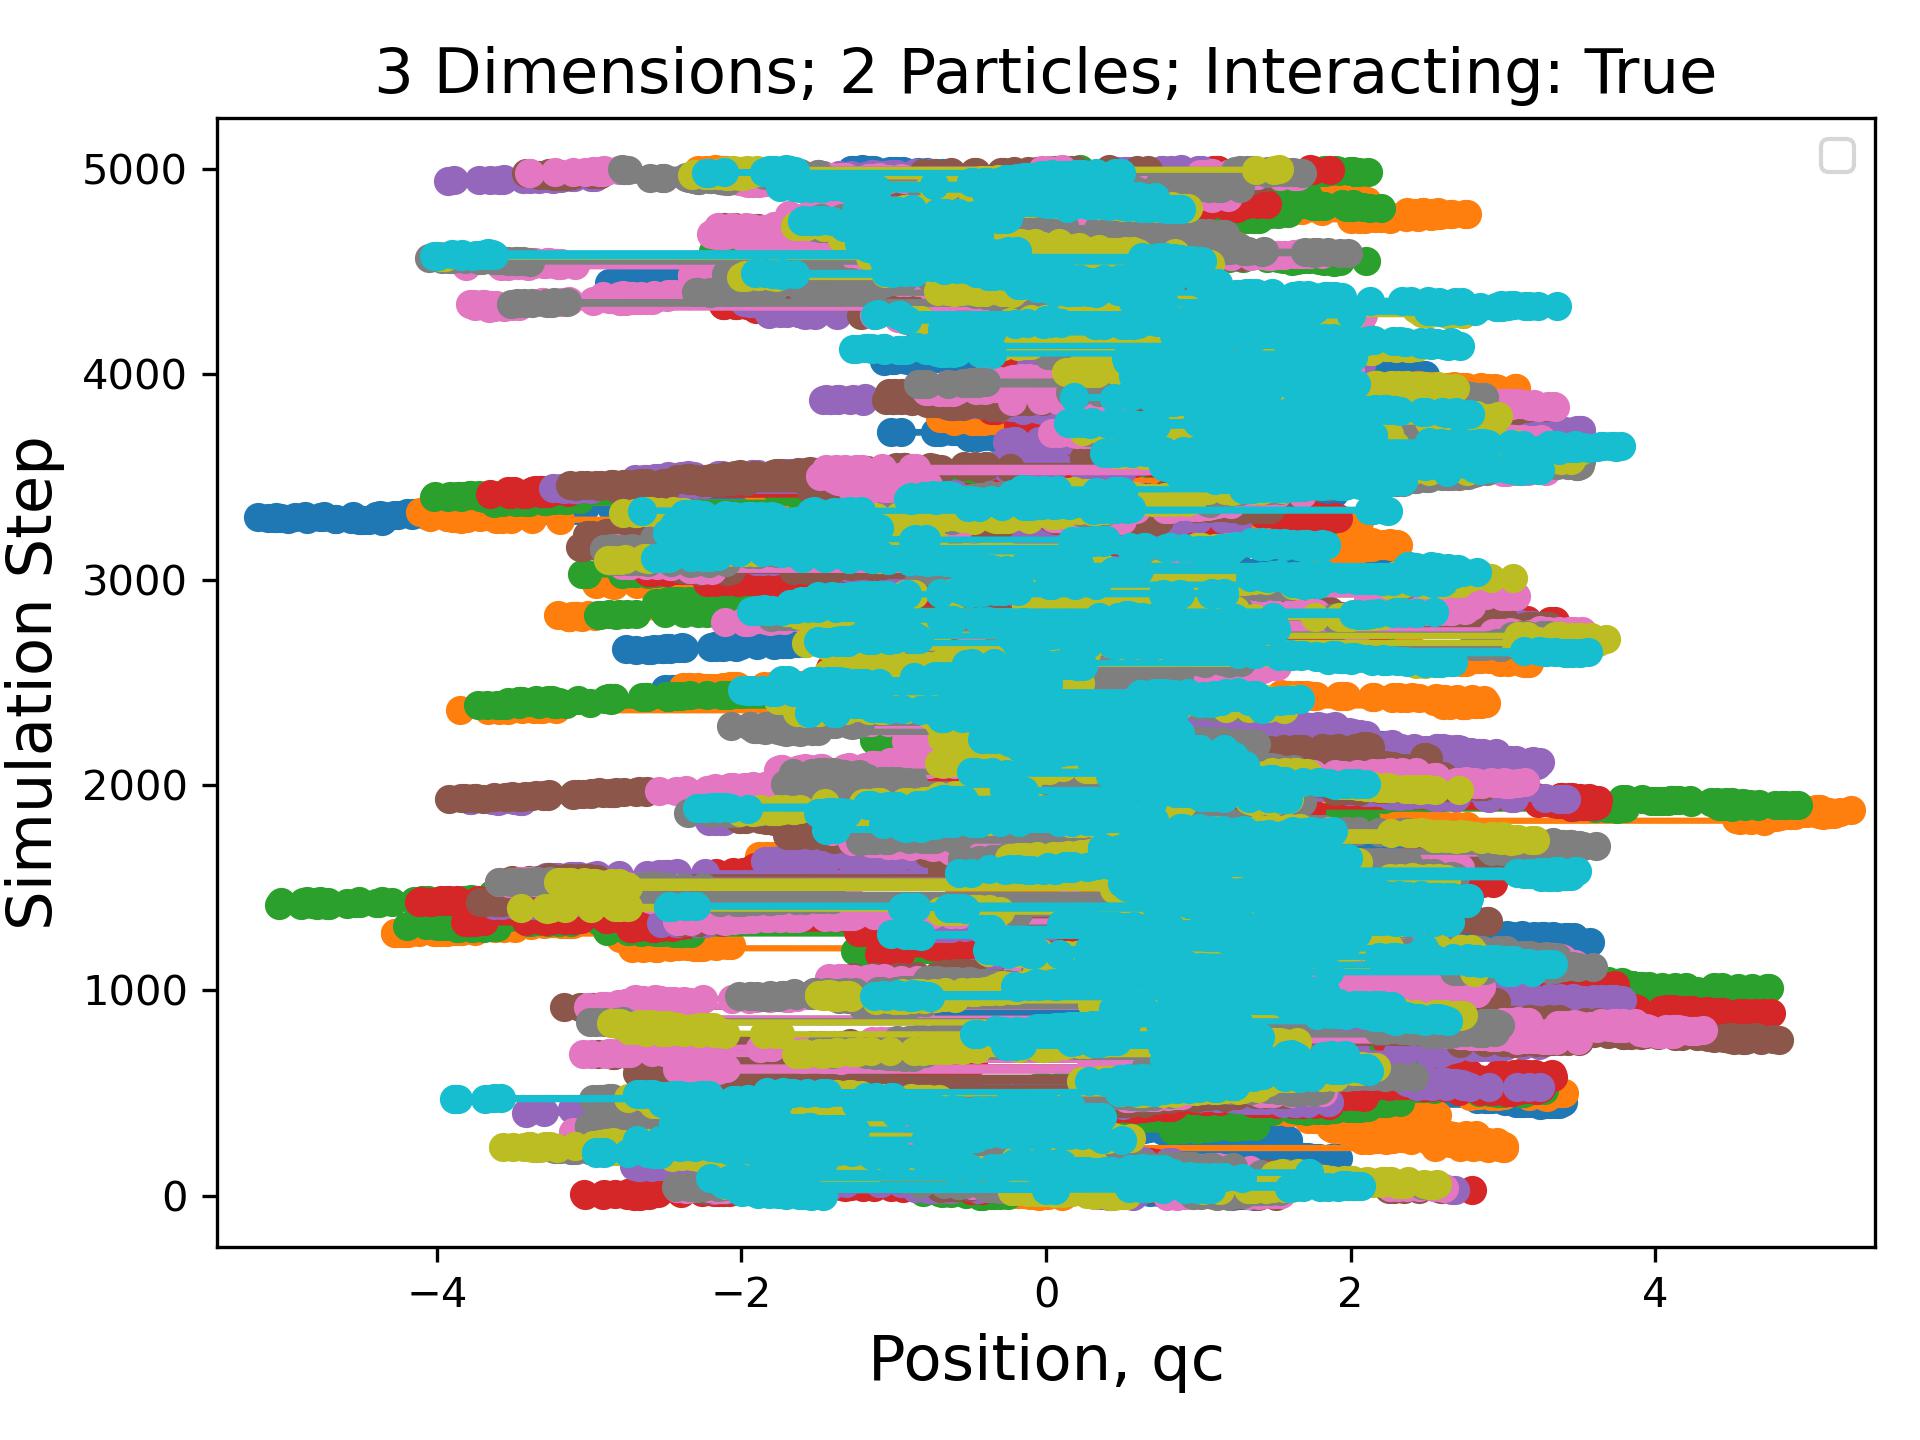 3 Dimensions; 2 Particles; Interacting: True
5000
4000
3000
2000
1000
0
Simulation Step
−4 −2 0 2 4
Position, qc